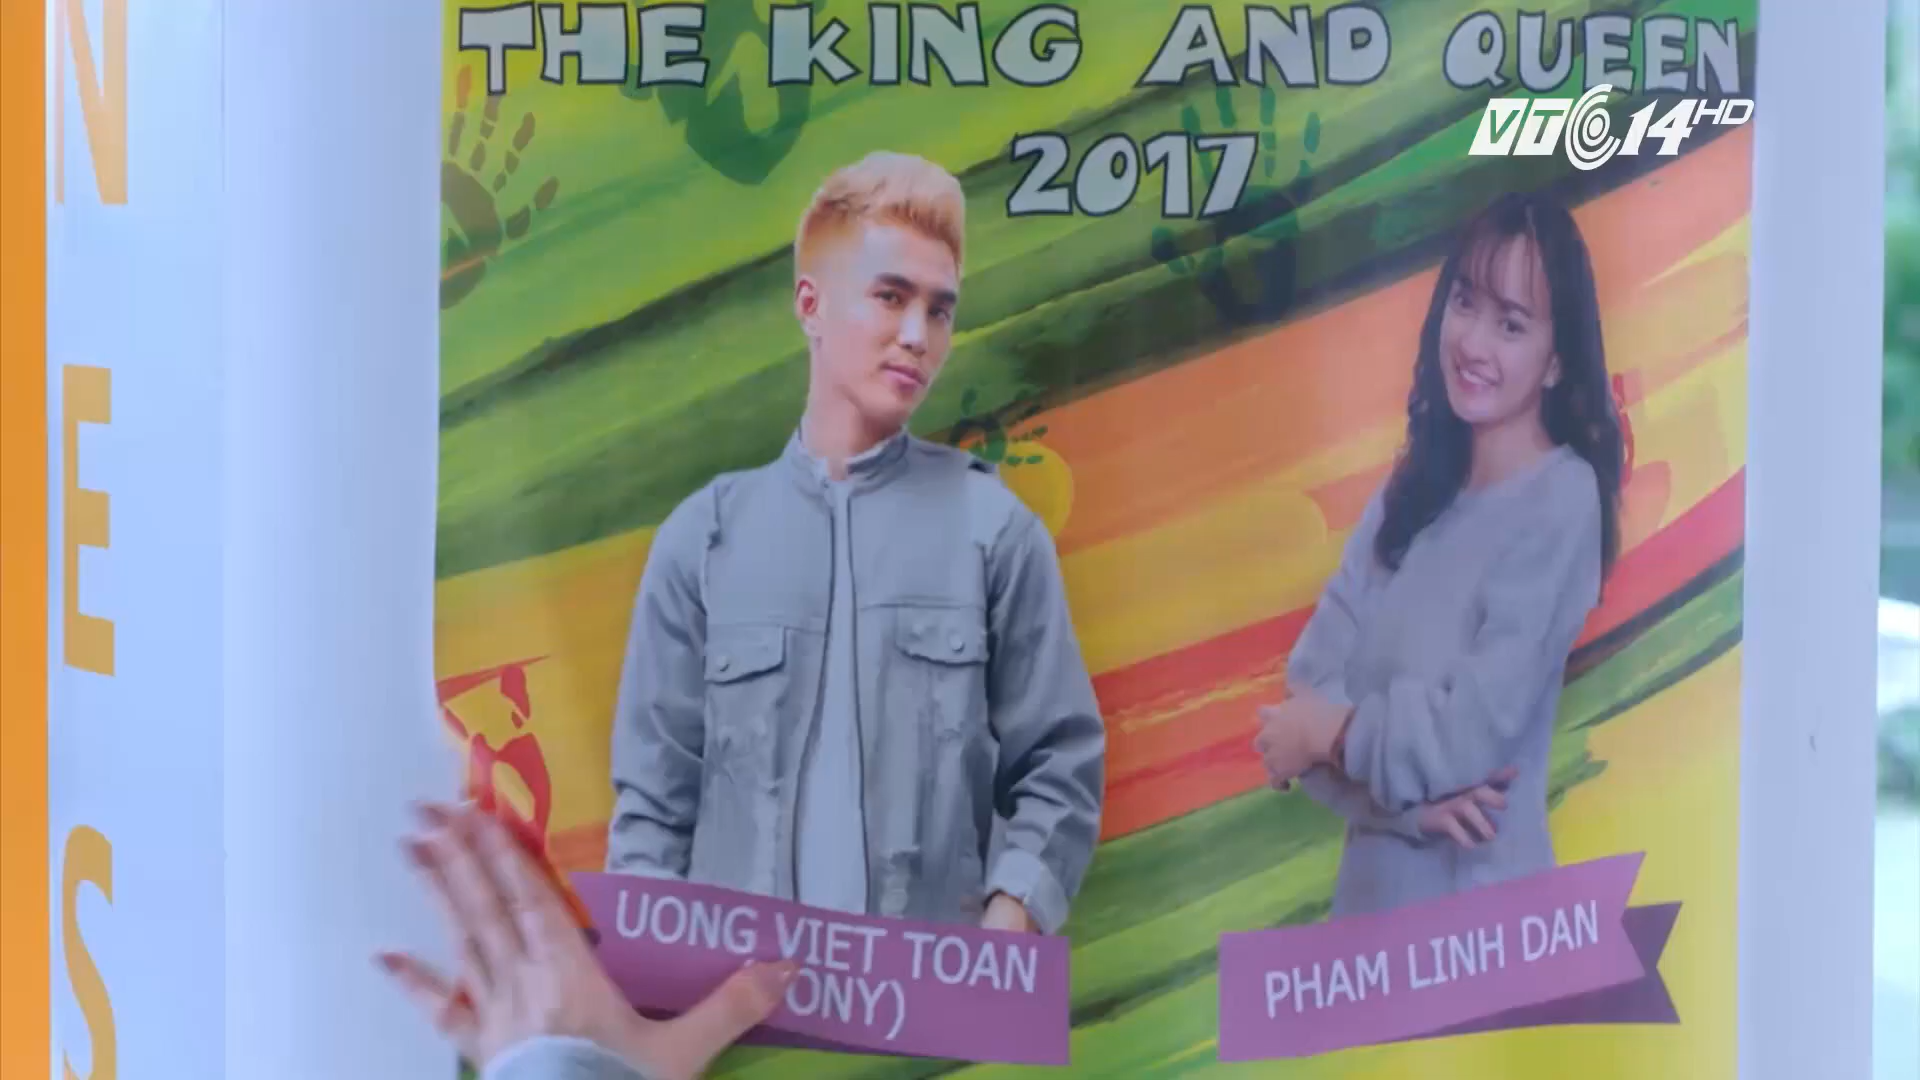 THE KING AND QUEEN
2017
VTC14HD
N
E
S
UONG VIET TOAN
ONY)
PHAM LINH DAN